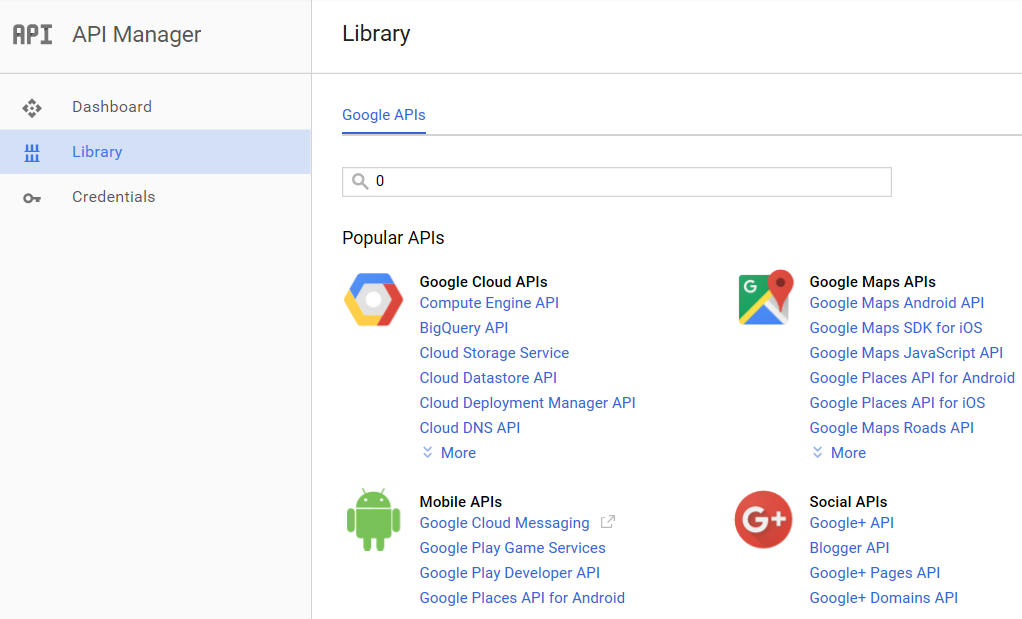 API API Manager
Library
Dashboard
Library
Credentials
Google APIs
0
Popular APIs
Google Cloud APIs
Compute Engine API
BigQuery API
Cloud Storage Service
Cloud Datastore API
Cloud Deployment Manager API
Cloud DNS API
More
G
Google Maps APIs
Google Maps Android API
Google Maps SDK for iOS
Google Maps JavaScript API
Google Places API for Android
Google Places API for iOS
Google Maps Roads API
More
Mobile APIs
Google Cloud Messaging
Google Play Game Services
Google Play Developer API
Google Places API for Android
G+
Social APIs
Google+ API
Blogger API
Google+ Pages API
Google+ Domains API